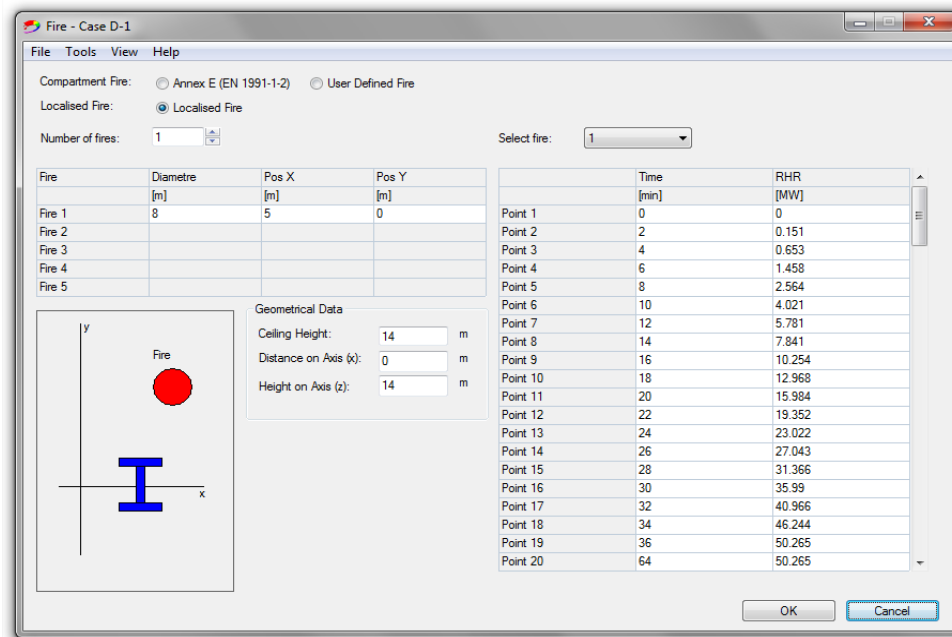 Fire - Case D-1
File Tools View Help
Compartment Fire: Annex E (EN 1991-1-2) User Defined Fire
Localised Fire: Localised Fire
Number of fires: 1 Select fire: 1
Fire Diametre Pos X Pos Y
[m] [m] [m]
Fire 1 8 5 0
Fire 2
Fire 3
Fire 4
Fire 5
y
Fire
x
Geometrical Data
Ceiling Height: 14 m
Distance on Axis (x): 0 m
Height on Axis (z): 14 m
Time RHR
[min] [MW]
Point 1 0 0
Point 2 2 0.151
Point 3 4 0.653
Point 4 6 1.458
Point 5 8 2.564
Point 6 10 4.021
Point 7 12 5.781
Point 8 14 7.841
Point 9 16 10.254
Point 10 18 12.968
Point 11 20 15.984
Point 12 22 19.352
Point 13 24 23.022
Point 14 26 27.043
Point 15 28 31.366
Point 16 30 35.99
Point 17 32 40.966
Point 18 34 46.244
Point 19 36 50.265
Point 20 64 50.265
OK Cancel